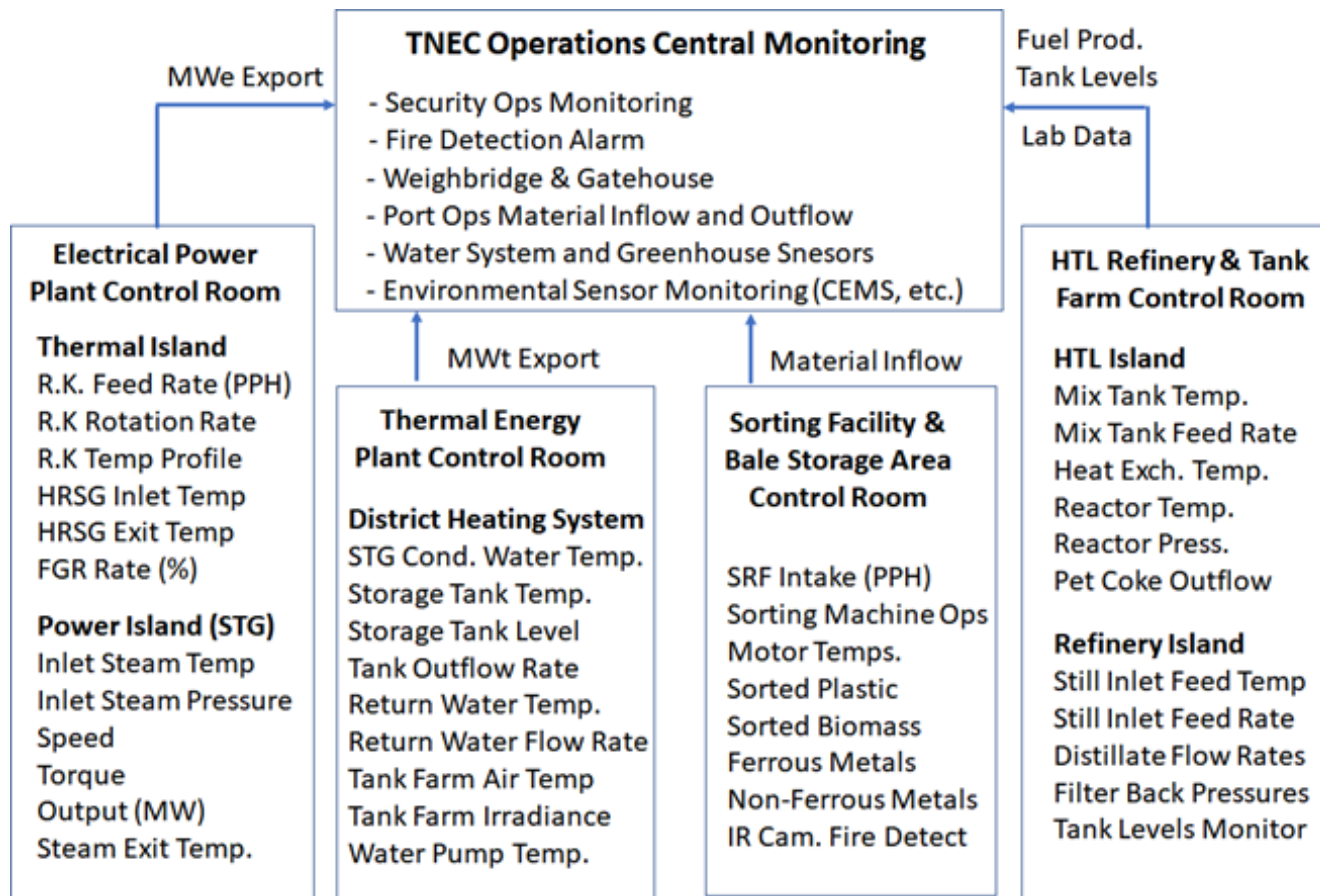 TNEC Operations Central Monitoring
- Security Ops Monitoring
- Fire Detection Alarm
- Weighbridge & Gatehouse
- Port Ops Material Inflow and Outflow
- Water System and Greenhouse Snesors
- Environmental Sensor Monitoring (CEMS, etc.)
MWe Export
Fuel Prod.
Tank Levels
Lab Data
MWt Export
Material Inflow
Electrical Power
Plant Control Room
Thermal Island
R.K. Feed Rate (PPH)
R.K Rotation Rate
R.K Temp Profile
HRSG Inlet Temp
HRSG Exit Temp
FGR Rate (%)
Power Island (STG)
Inlet Steam Temp
Inlet Steam Pressure
Speed
Torque
Output (MW)
Steam Exit Temp.
Thermal Energy
Plant Control Room
District Heating System
STG Cond. Water Temp.
Storage Tank Temp.
Storage Tank Level
Tank Outflow Rate
Return Water Temp.
Return Water Flow Rate
Tank Farm Air Temp
Tank Farm Irradiance
Water Pump Temp.
Sorting Facility &
Bale Storage Area
Control Room
SRF Intake (PPH)
Sorting Machine Ops
Motor Temps.
Sorted Plastic
Sorted Biomass
Ferrous Metals
Non-Ferrous Metals
IR Cam. Fire Detect
HTL Refinery & Tank
Farm Control Room
HTL Island
Mix Tank Temp.
Mix Tank Feed Rate
Heat Exch. Temp.
Reactor Temp.
Reactor Press.
Pet Coke Outflow
Refinery Island
Still Inlet Feed Temp
Still Inlet Feed Rate
Distillate Flow Rates
Filter Back Pressures
Tank Levels Monitor